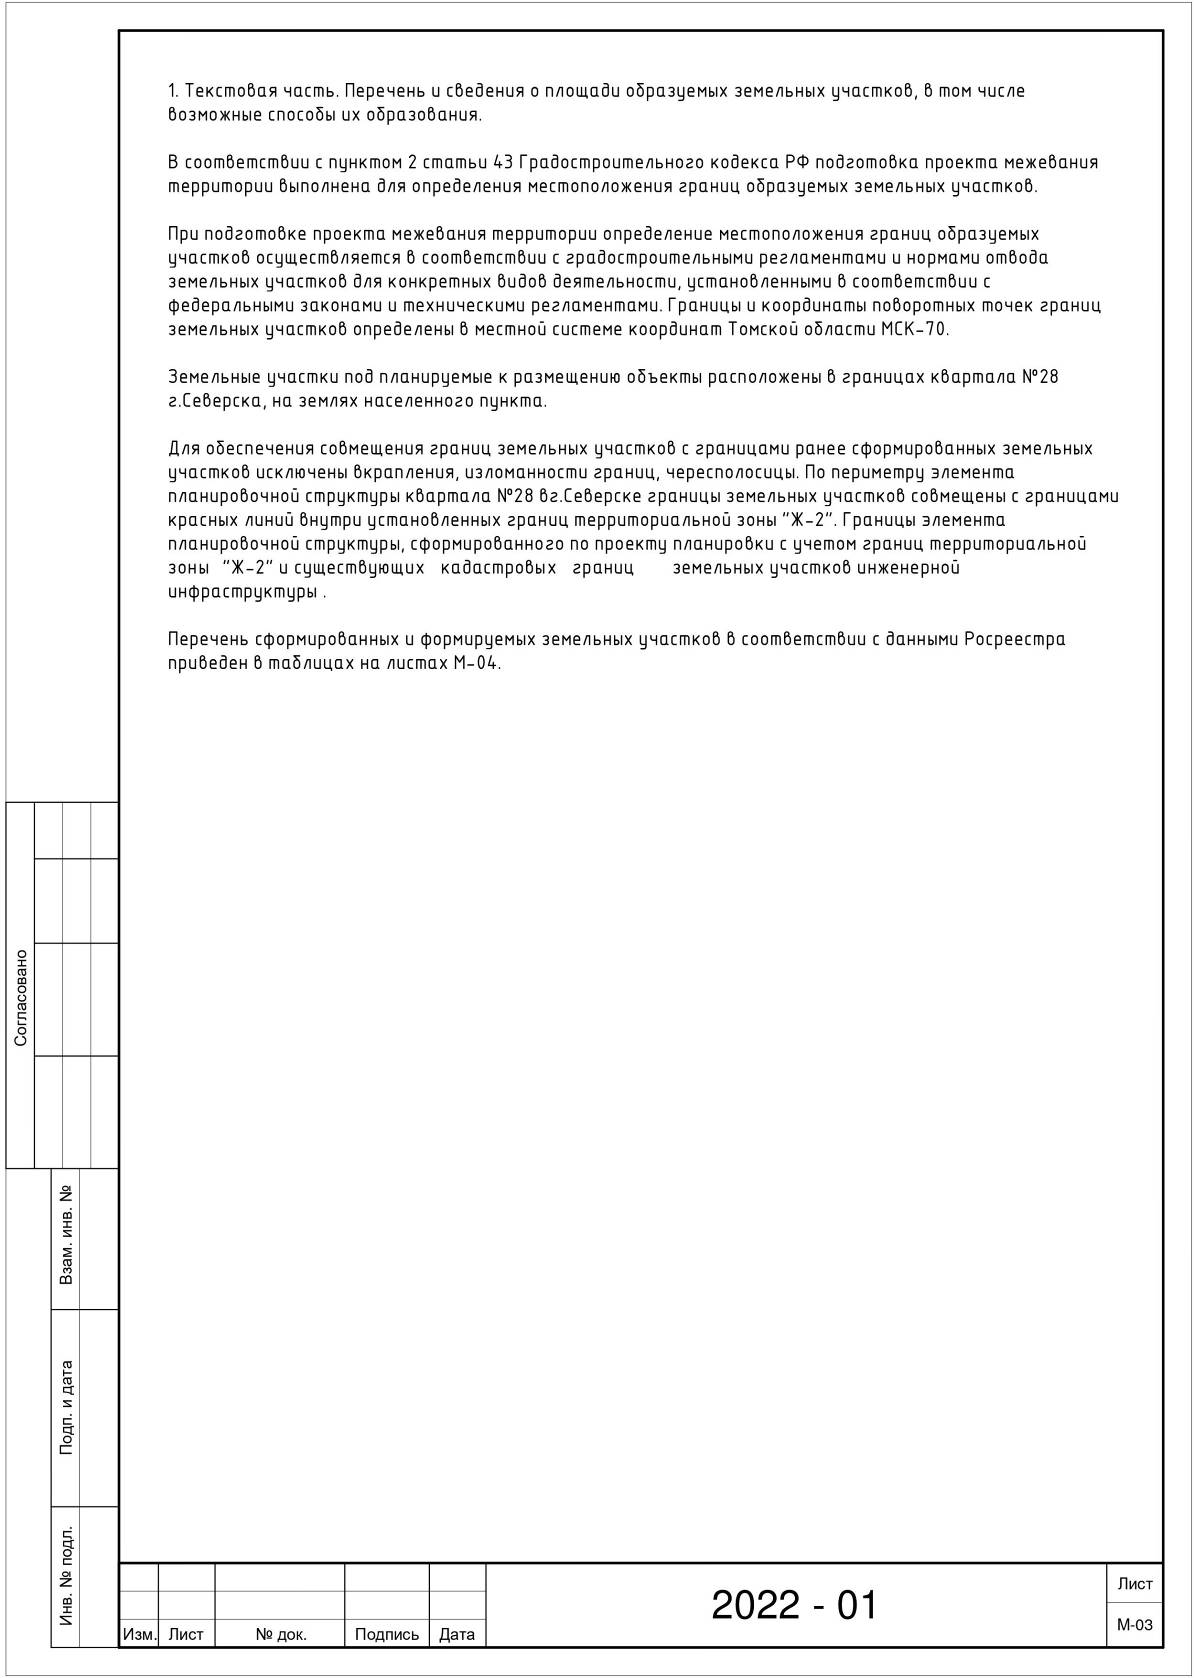 1. Текстовая часть. Перечень и сведения о площади образуемых земельных участков, в том числе
возможные способы их образования.
В соответствии с пунктом 2 статьи 43 Градостроительного кодекса РФ подготовка проекта межевания
территории выполнена для определения местоположения границ образуемых земельных участков.
При подготовке проекта межевания территории определение местоположения границ образуемых
участков осуществляется в соответствии с градостроительными регламентами и нормами отвода
земельных участков для конкретных видов деятельности, установленными в соответствии с
федеральными законами и техническими регламентами. Границы и координаты поворотных точек границ
земельных участков определены в местной системе координат Томской области МСК-70.
Земельные участки под планируемые к размещению объекты расположены в границах квартала №28
г.Северска, на землях населенного пункта.
Для обеспечения совмещения границ земельных участков с границами ранее сформированных земельных
участков исключены вкрапления, изломанности границ, чересполосицы. По периметру элемента
планировочной структуры квартала №28 вг.Северске границы земельных участков совмещены с границами
красных линий внутри установленных границ территориальной зоны "Ж-2". Границы элемента
планировочной структуры, сформированного по проекту планировки с учетом границ территориальной
зоны "Ж-2" и существующих кадастровых границ земельных участков инженерной
инфраструктуры .
Перечень сформированных и формируемых земельных участков в соответствии с данными Росреестра
приведен в таблицах на листах М-04.
Согласовано
Взам. инв. №
Подп. и дата
Инв. № подл.
Изм. Лист № док. Подпись Дата
2022 - 01
Лист
М-03